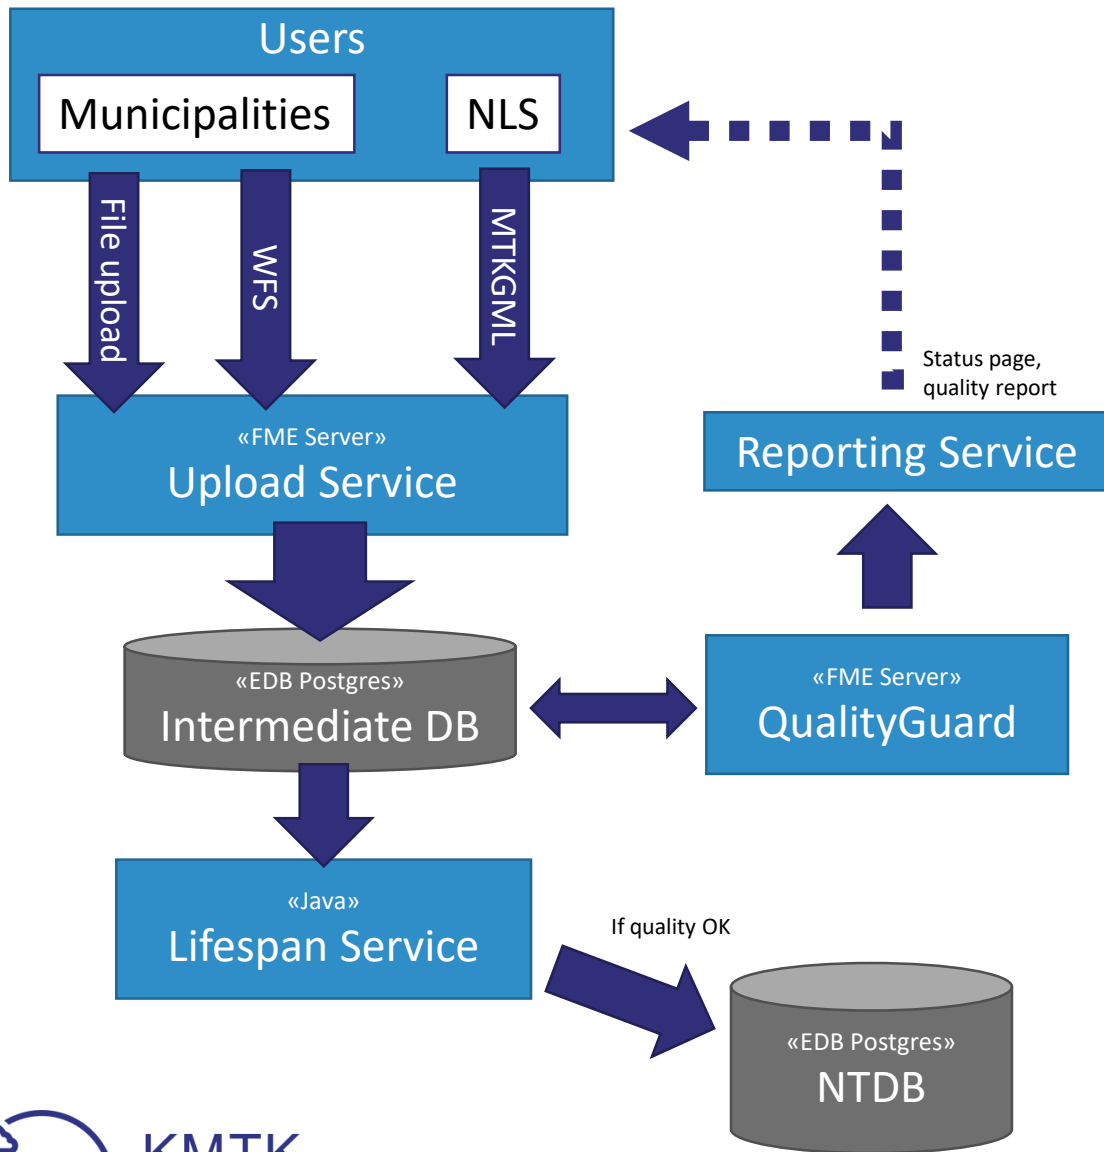 Users
Municipalities
NLS
File upload
WFS
MTKGML
Status page,
quality report
«FME Server»
Upload Service
Reporting Service
«EDB Postgres»
Intermediate DB
«FME Server»
QualityGuard
«Java»
Lifespan Service
If quality OK
«EDB Postgres»
NTDB
KMTK